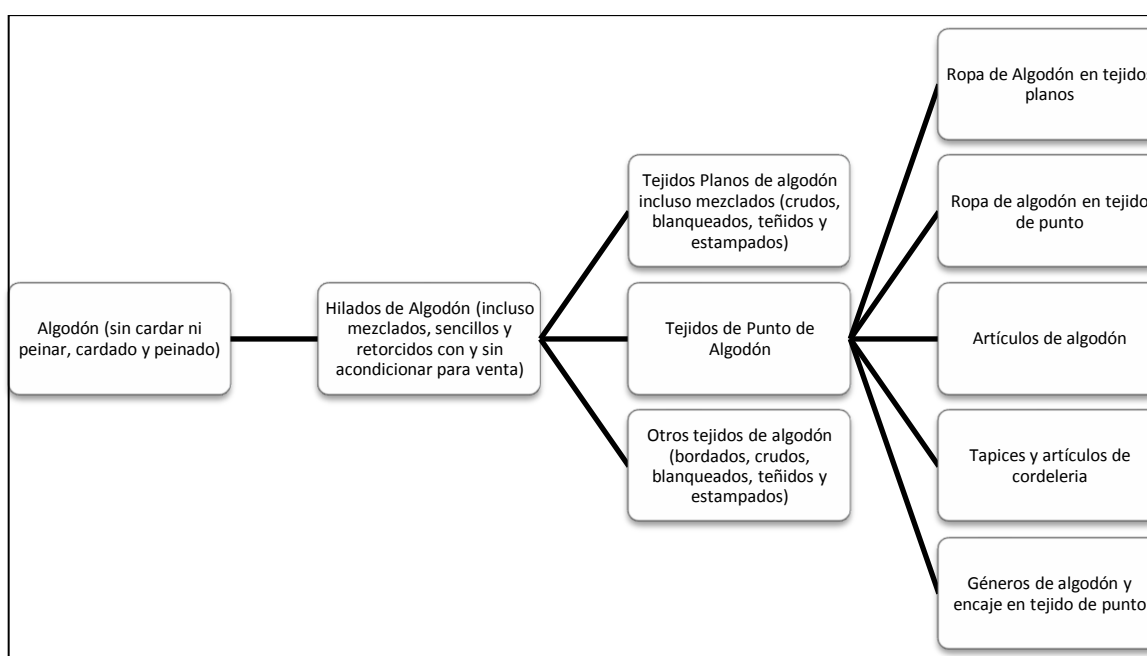 Algodón (sin cardar ni
peinar, cardado y peinado)
Hilados de Algodón (incluso
mezclados, sencillos y
retorcidos con y sin
acondicionar para venta)
Tejidos Planos de algodón
incluso mezclados (crudos,
blanqueados, teñidos y
estampados)
Tejidos de Punto de
Algodón
Otros tejidos de algodón
(bordados, crudos,
blanqueados, teñidos y
estampados)
Ropa de Algodón en tejido
planos
Ropa de algodón en tejido
de punto
Artículos de algodón
Tapices y artículos de
cordeleria
Géneros de algodón y
encaje en tejido de punto